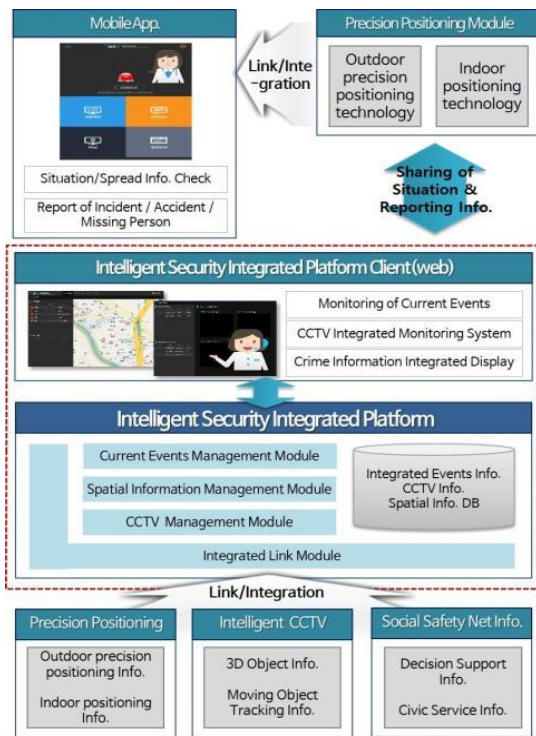 Mobile App.
Situation/Spread Info. Check
Report of Incident / Accident /
Missing Person
Link/Inte
-gration
Precision Positioning Module
Outdoor
precision
positioning
technology
Indoor
positioning
technology
Sharing of
Situation &
Reporting Info.
Intelligent Security Integrated Platform Client(web)
Monitoring of Current Events
CCTV Integrated Monitoring System
Crime Information Integrated Display
Intelligent Security Integrated Platform
Current Events Management Module
Spatial Information Management Module
CCTV Management Module
Integrated Link Module
Integrated Events Info.
CCTV Info.
Spatial Info. DB
Link/Integration
Precision Positioning
Outdoor precision
positioning Info.
Indoor positioning
Info.
Intelligent CCTV
3D Object Info.
Moving Object
Tracking Info.
Social Safety Net Info.
Decision Support
Info.
Civic Service Info.